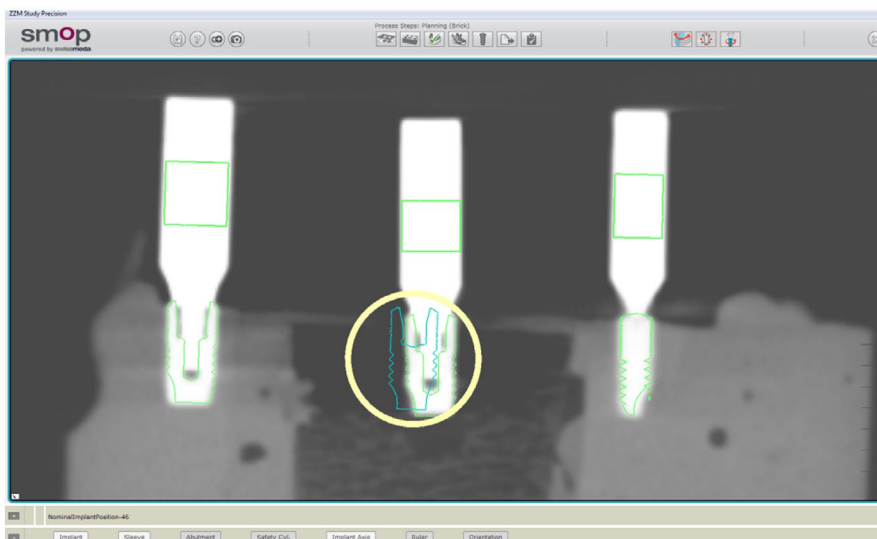 ZZM Study Precision
smop
powered by swissmeda
Process Steps: Planning (Brick)
NominalImplantPosition-46
Implant
Sleeve
Abutment
Safety Cyl.
Implant Axis
Ruler
Orientation